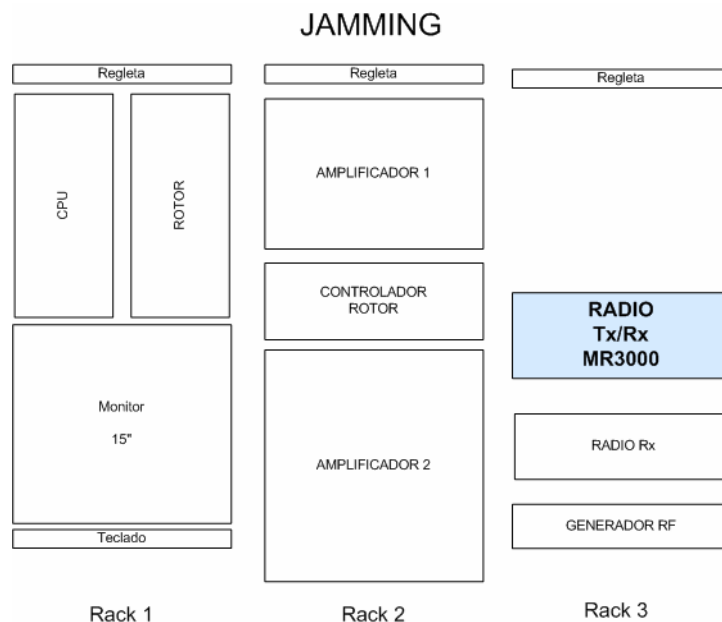 JAMMING
Regleta
CPU
ROTOR
Monitor
15"
Teclado
Rack 1
Regleta
AMPLIFICADOR 1
CONTROLADOR
ROTOR
AMPLIFICADOR 2
Rack 2
Regleta
RADIO
Tx/Rx
MR3000
RADIO Rx
GENERADOR RF
Rack 3